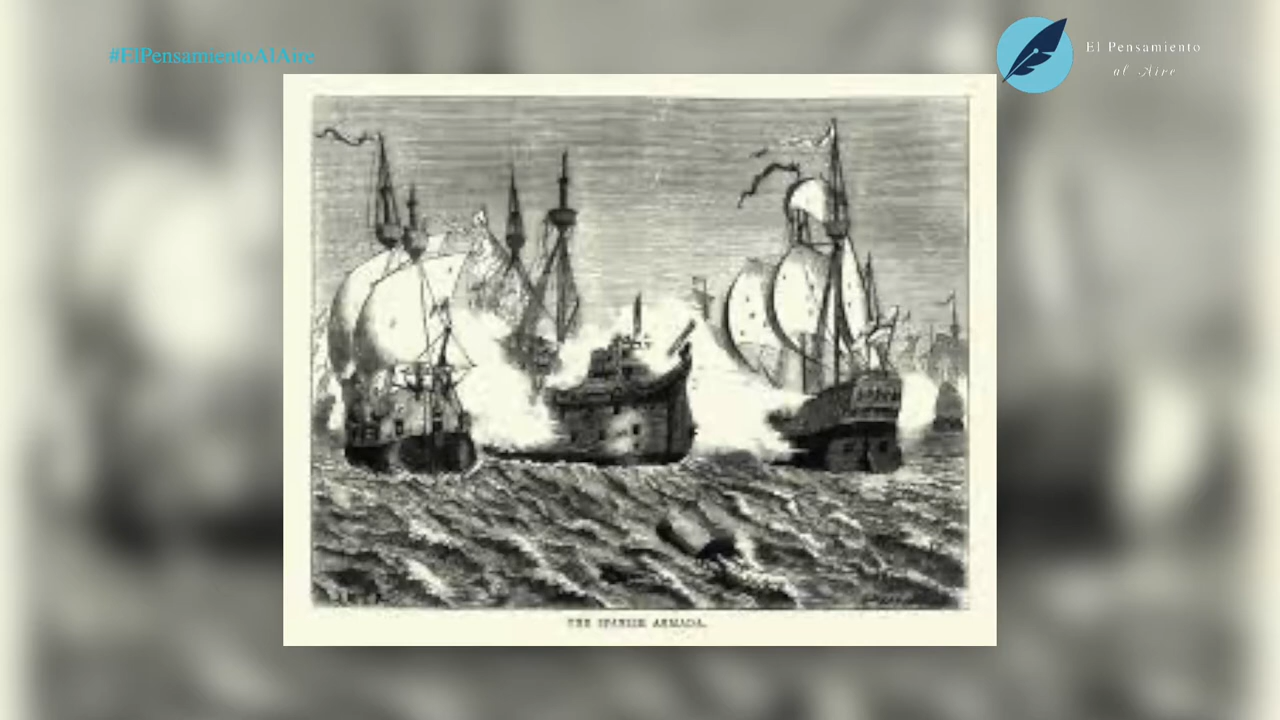 #ElPensamientoAlAire
El Pensamiento
al Aire
THE SPANISH ARMADA.